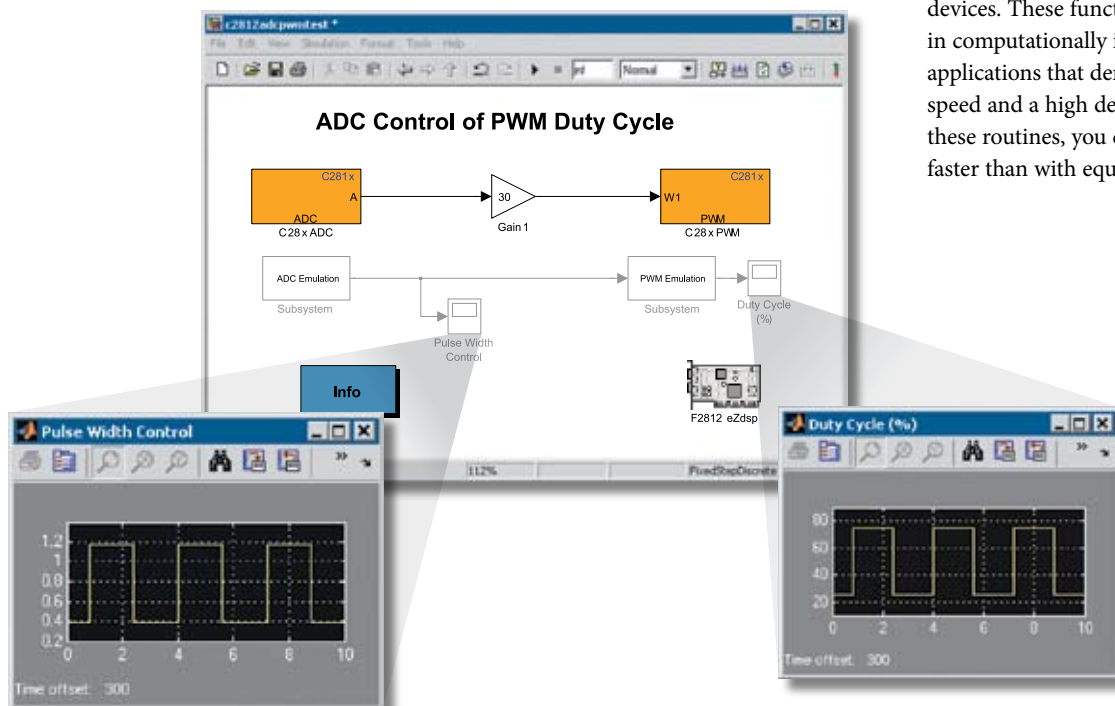 c2812adcpwmtest *
File Edit View Simulation Format Tools Help
inf Normal
ADC Control of PWM Duty Cycle
C281x
A
ADC
C28x ADC
30
Gain 1
C281x
W1
PWM
C28x PWM
ADC Emulation
Subsystem
Pulse Width
Control
PWM Emulation
Subsystem
Duty Cycle
(%)
Info
F2812 eZdsp
112%
FixedStepDiscrete
Pulse Width Control
1.2
1
0.8
0.6
0.4
0.2
0 2 4 6 8 10
Time offset: 300
Duty Cycle (%)
80
60
40
20
0 2 4 6 8 10
Time offset: 300
devices. These funct
in computationally i
applications that de
speed and a high de
these routines, you
faster than with equ